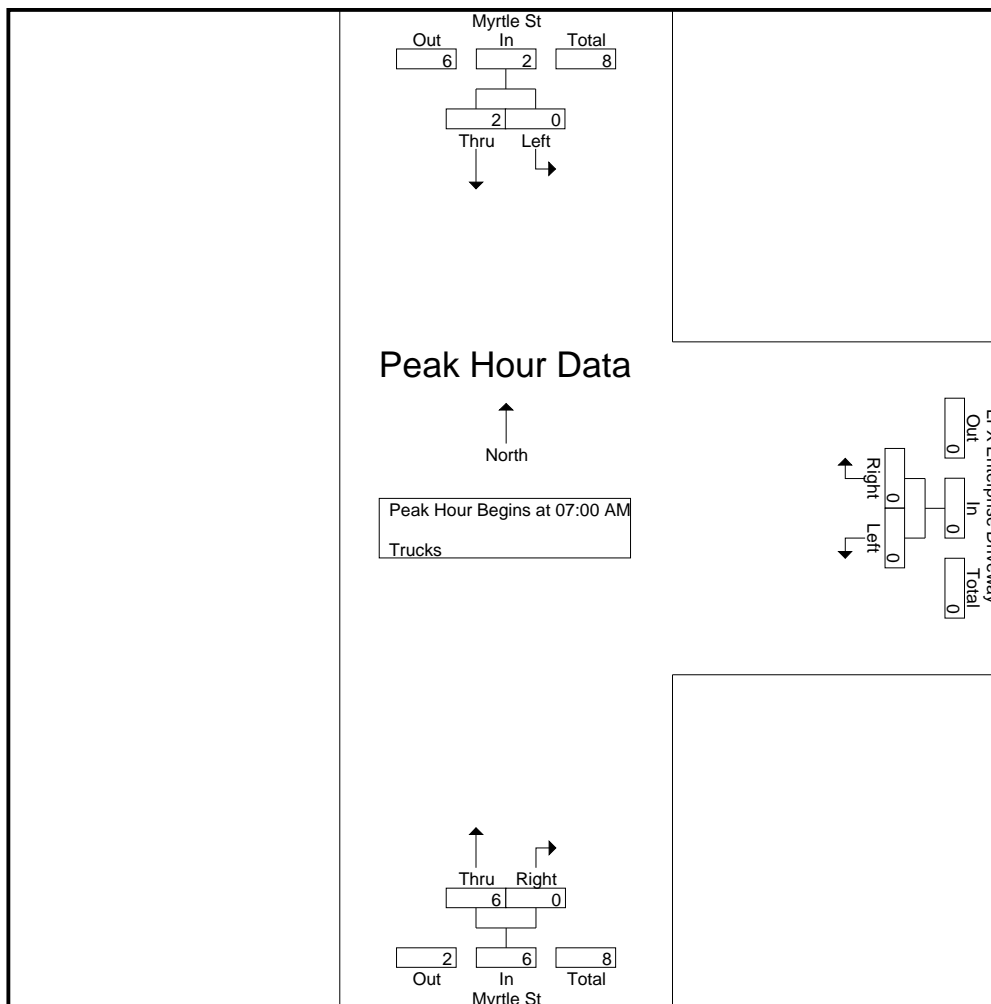 Myrtle St
Out In Total
6 2 8
2 0
Thru Left
Peak Hour Data
North
Peak Hour Begins at 07:00 AM
Trucks
Out
0
In
0
Total
0
Right
0
Left
0
Enterprise Driveway
Thru Right
6 0
2 6 8
Out In Total
Myrtle St